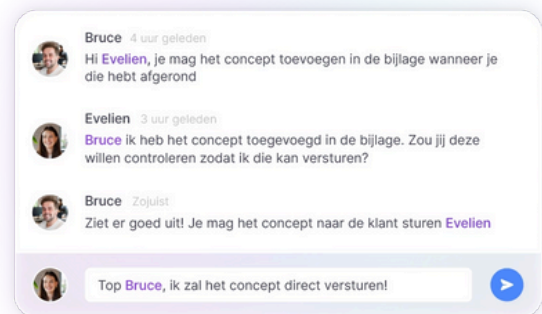 Bruce 4 uur geleden
Hi Evelien, je mag het concept toevoegen in de bijlage wanneer je
die hebt afgerond
Evelien 3 uur geleden
Bruce ik heb het concept toegevoegd in de bijlage. Zou jij deze
willen controleren zodat ik die kan versturen?
Bruce Zojuist
Ziet er goed uit! Je mag het concept naar de klant sturen Evelien
Top Bruce, ik zal het concept direct versturen!